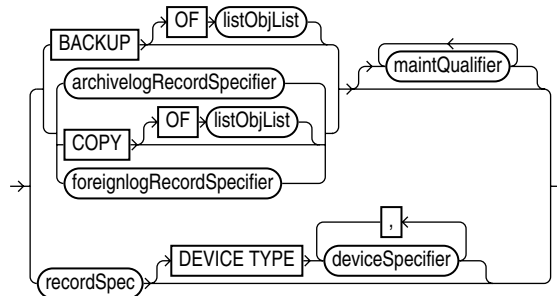 BACKUP OF listObjList
archivelogRecordSpecifier maintQualifier
COPY OF listObjList
foreignlogRecordSpecifier
recordSpec DEVICE TYPE , deviceSpecifier